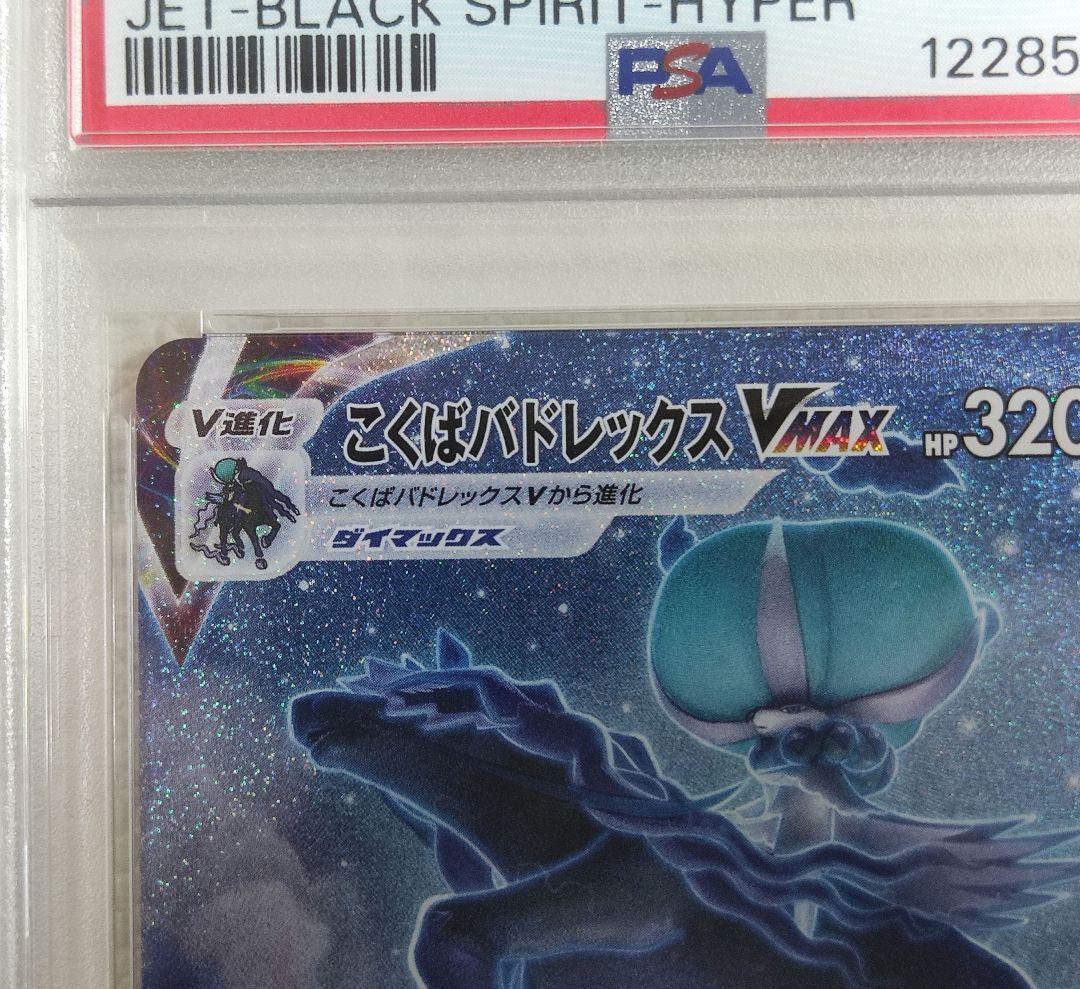 JET-BLACK SPIRIT-HYPER
PSA
12285
V進化
こくばバドレックス VMAX HP 320
こくばバドレックスVから進化
ダイマックス